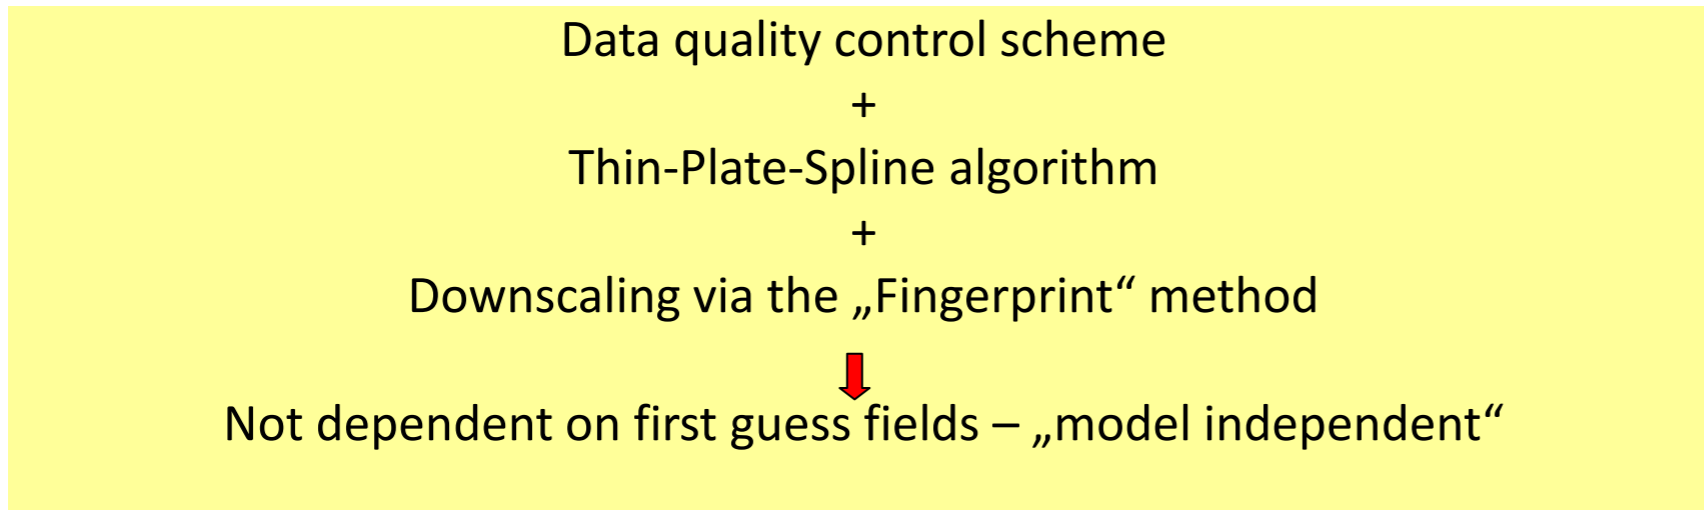 Data quality control scheme
+
Thin-Plate-Spline algorithm
+
Downscaling via the „Fingerprint“ method
Not dependent on first guess fields – „model independent“